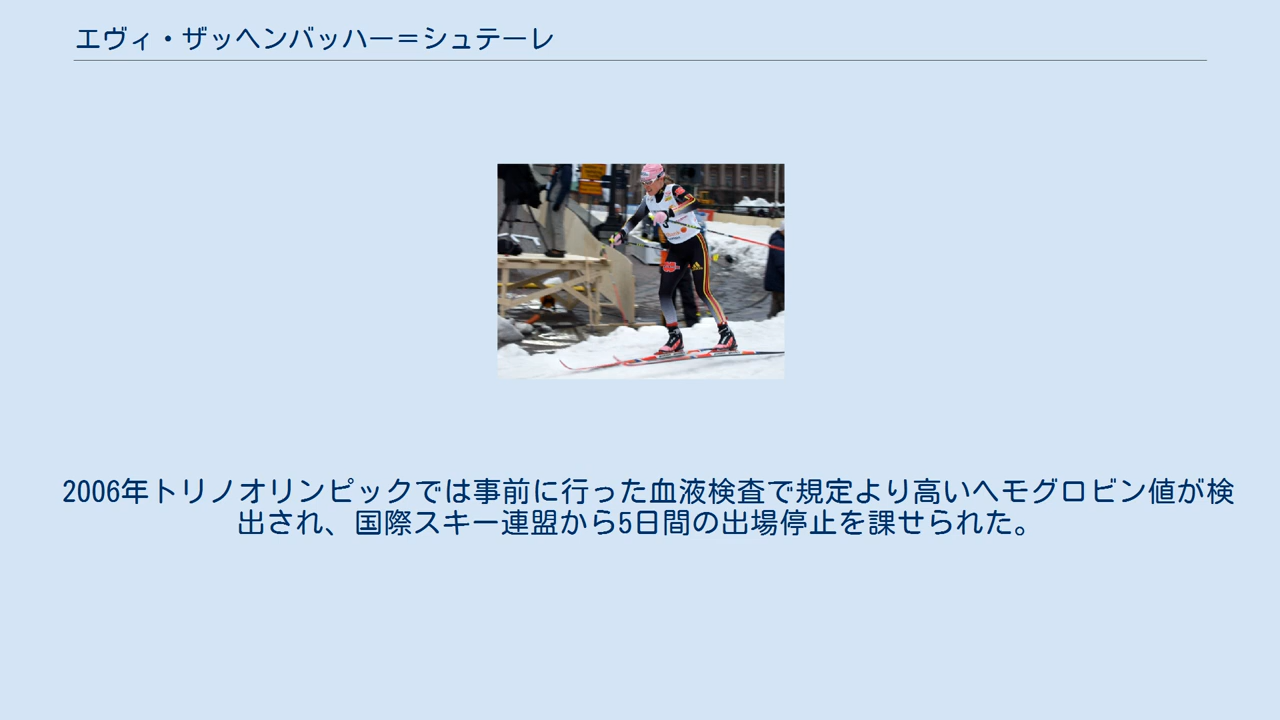 エヴィ・ザッヘンバッハー＝シュテーレ
2006年トリノオリンピックでは事前に行った血液検査で規定より高いヘモグロビン値が検
出され、国際スキー連盟から5日間の出場停止を課せられた。